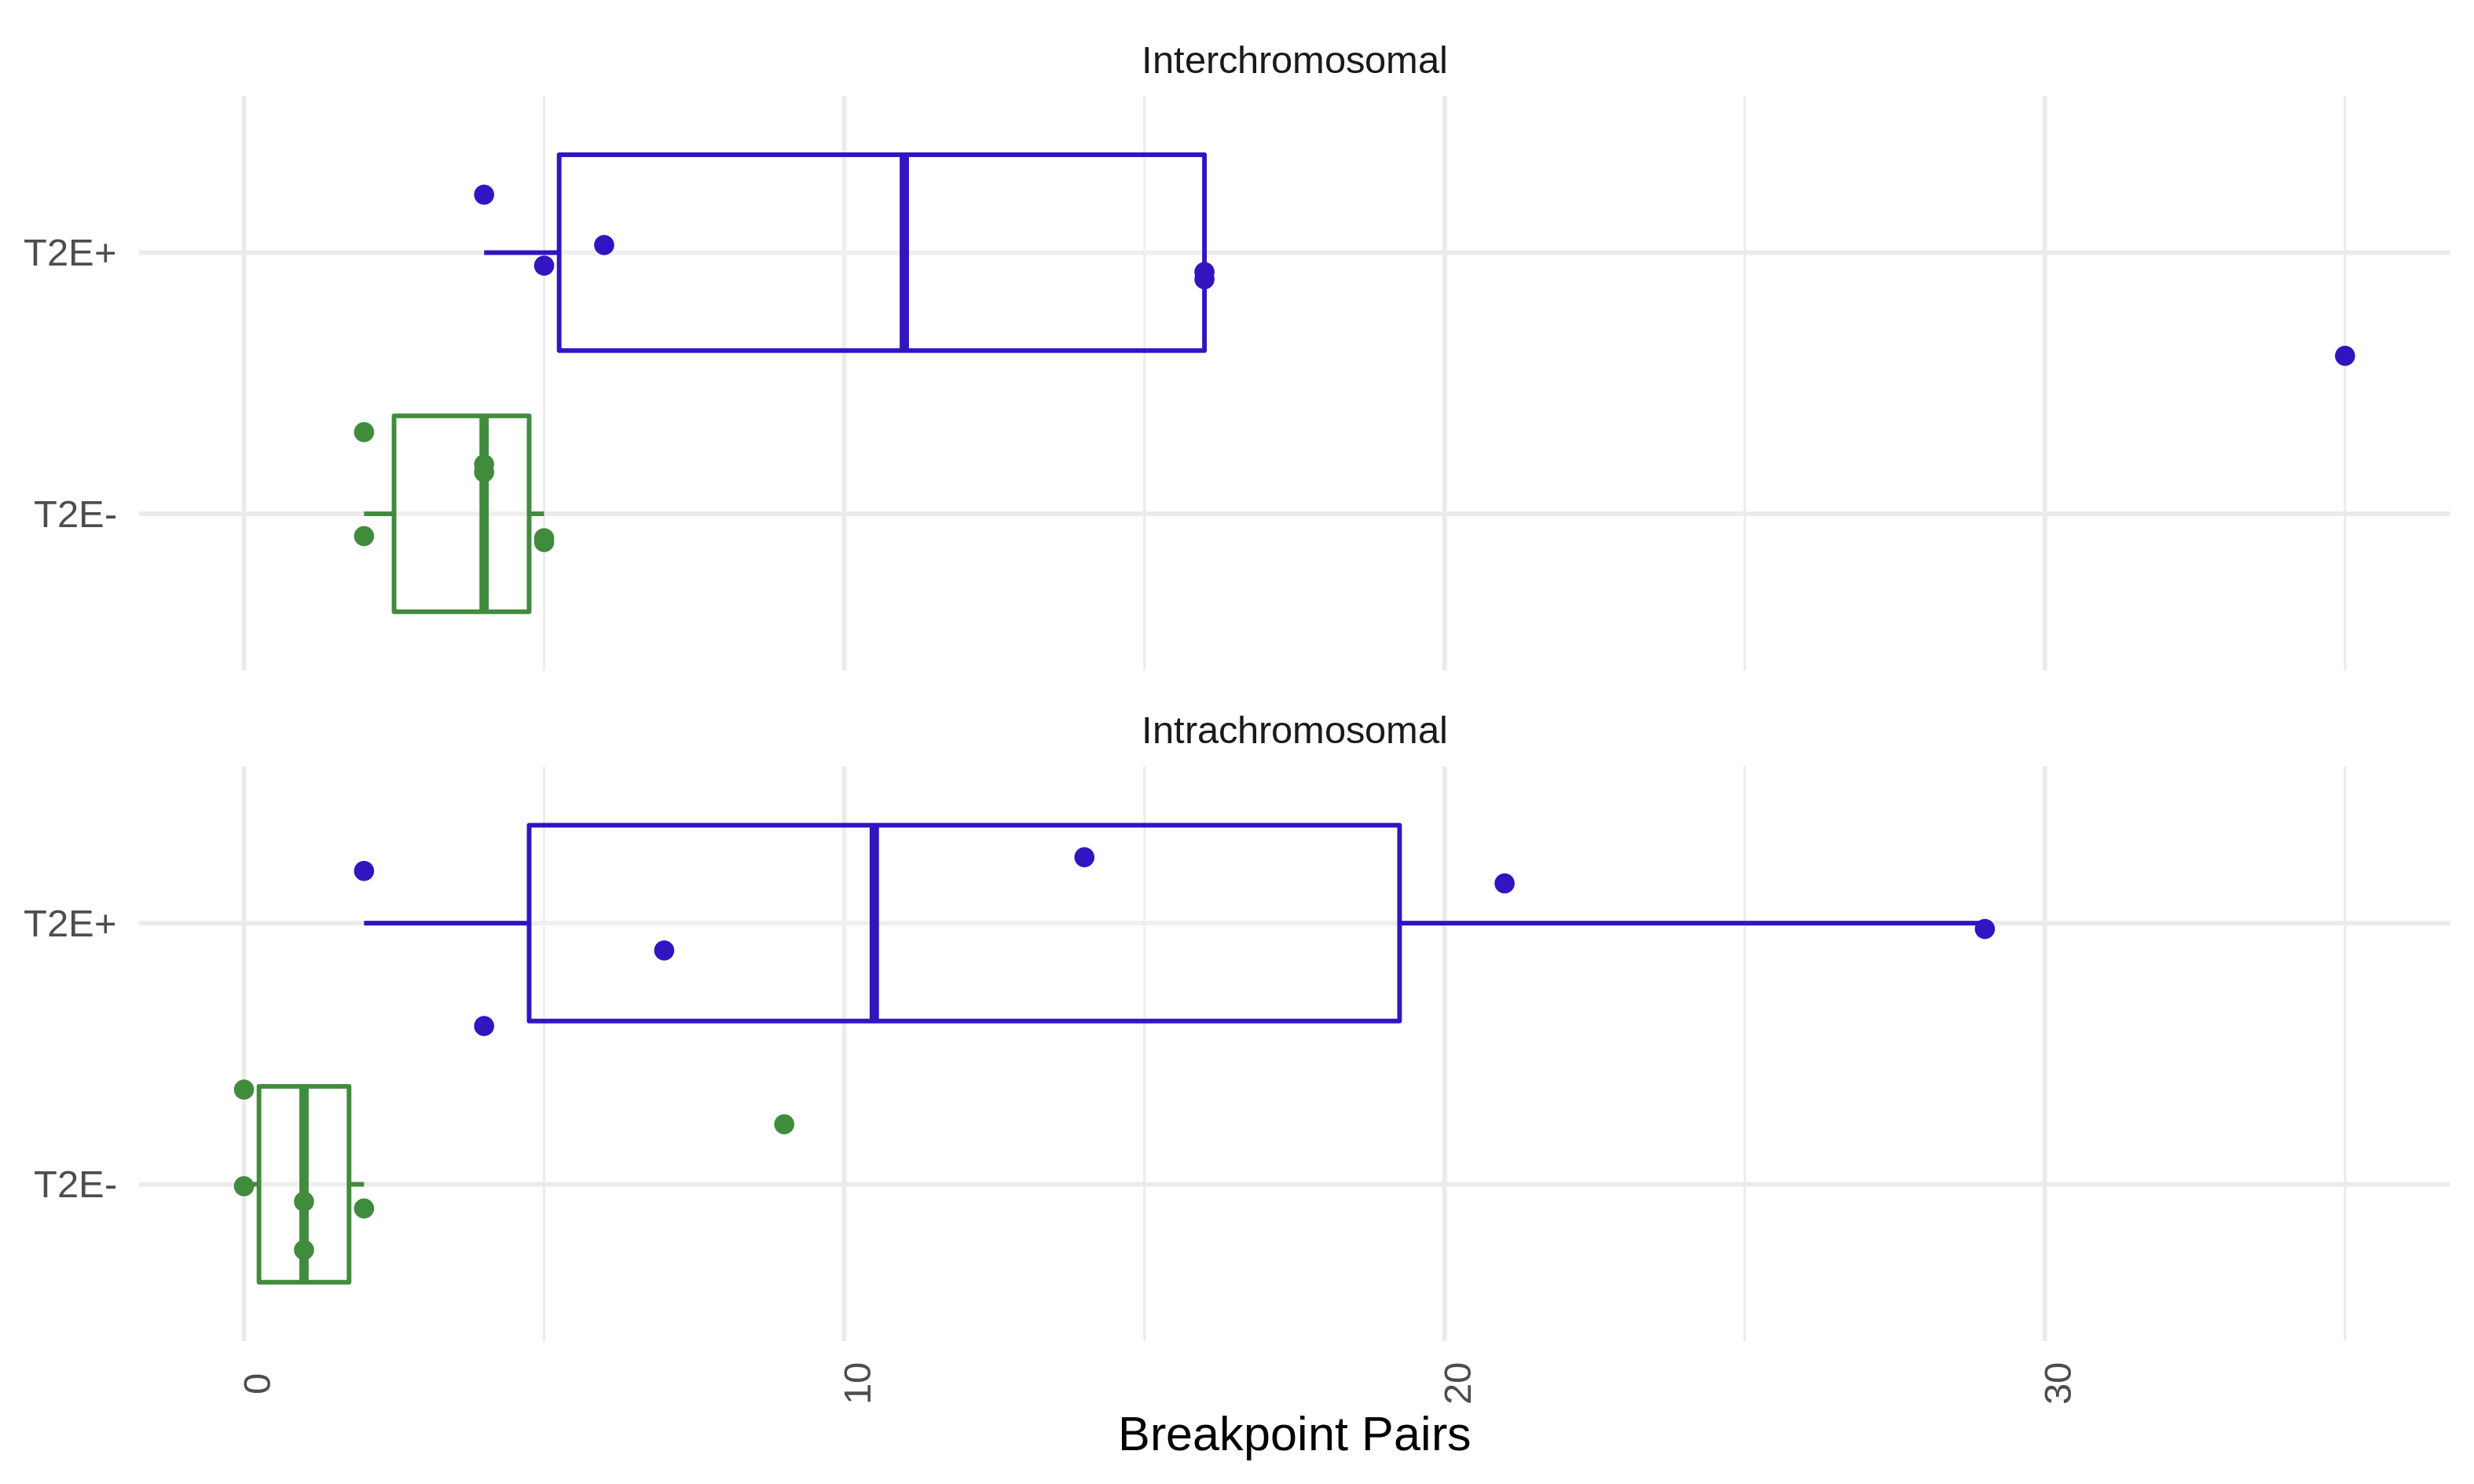 Interchromosomal
T2E+
T2E-
Intrachromosomal
T2E+
T2E-
0 10 20 30
Breakpoint Pairs